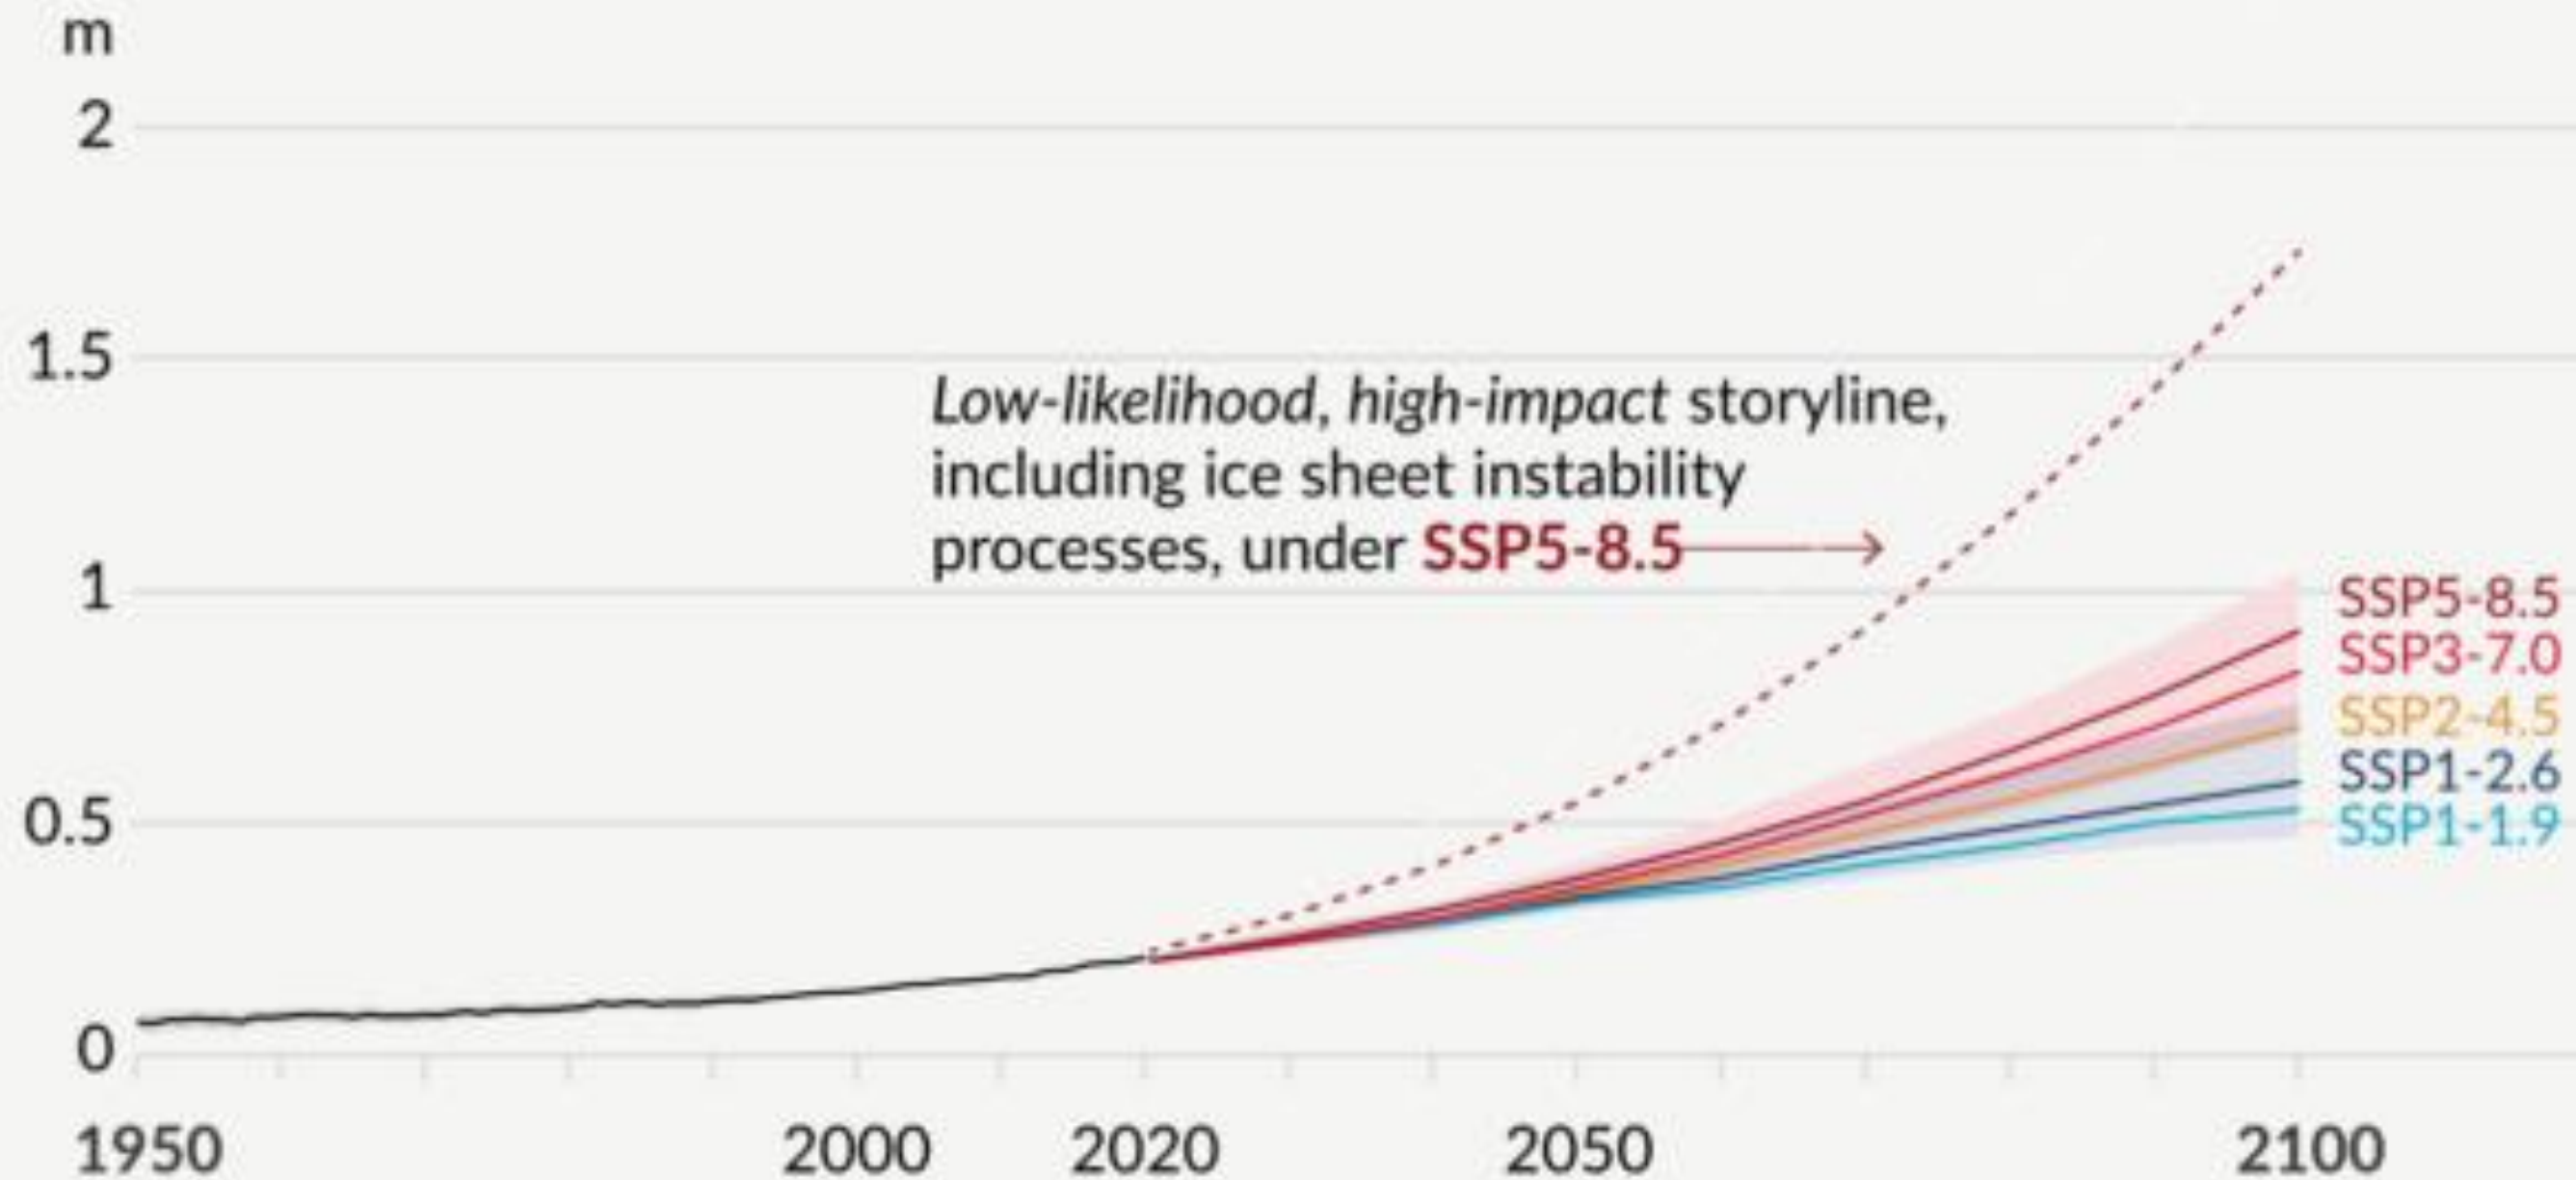 m
2
1.5
Low-likelihood, high-impact storyline,
including ice sheet instability
processes, under SSP5-8.5
1
SSP5-8.5
SSP3-7.0
SSP2-4.5
SSP1-2.6
0.5
SSP1-1.9
0
1950 2000 2020 2050 2100